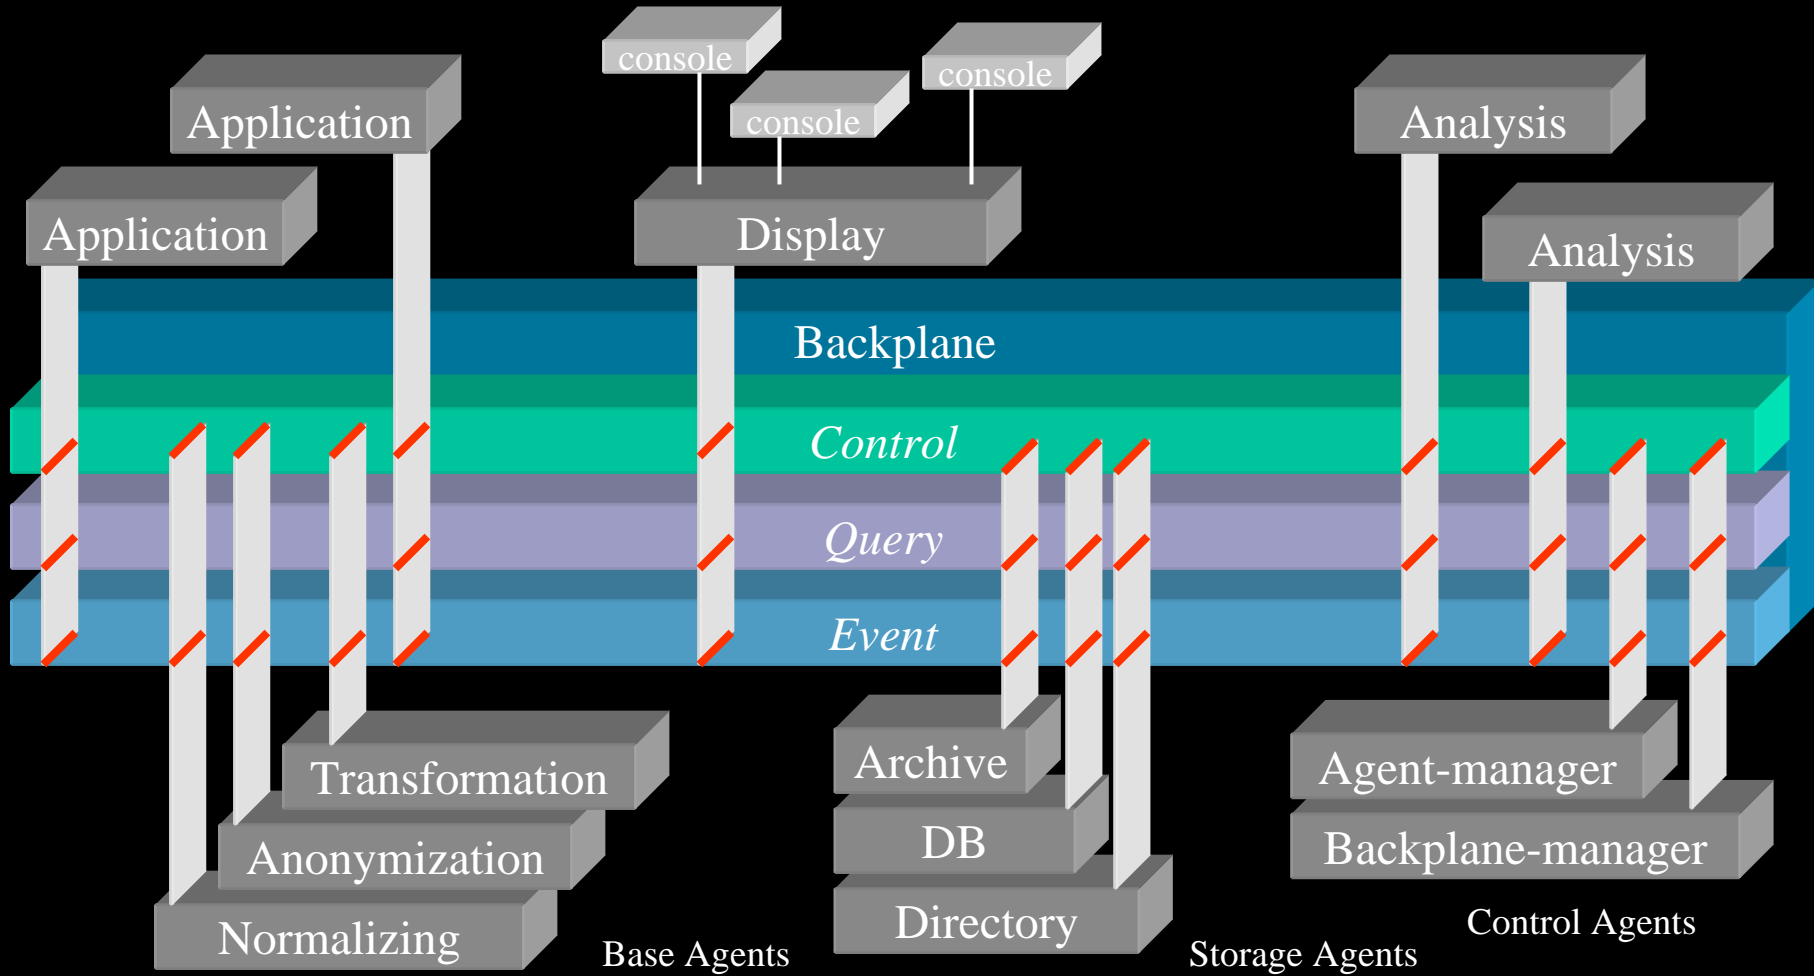 console
console
console
Application
Analysis
Application
Display
Analysis
Backplane
Control
Query
Event
Transformation
Archive
Agent-manager
Anonymization
DB
Backplane-manager
Normalizing
Directory
Control Agents
Base Agents
Storage Agents